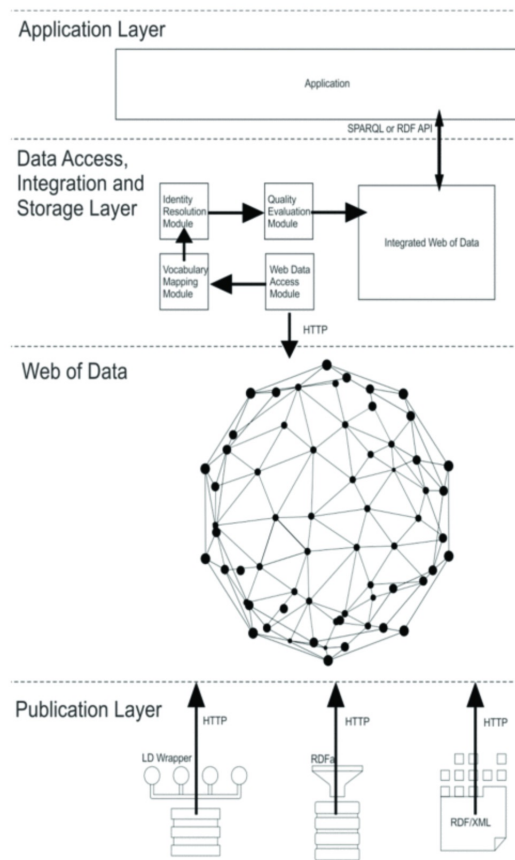 Application Layer
Application
SPARQL or RDF API
Data Access,
Integration and
Storage Layer
Identity
Resolution
Module
Quality
Evaluation
Module
Integrated Web of Data
Vocabulary
Mapping
Module
Web Data
Access
Module
HTTP
Web of Data
Publication Layer
HTTP
HTTP
HTTP
LD Wrapper
RDFa
RDF/XML